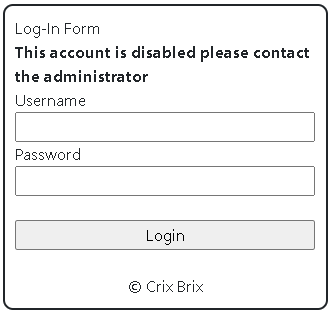 Log-In Form
This account is disabled please contact
the administrator
Username
Password
Login
© Crix Brix